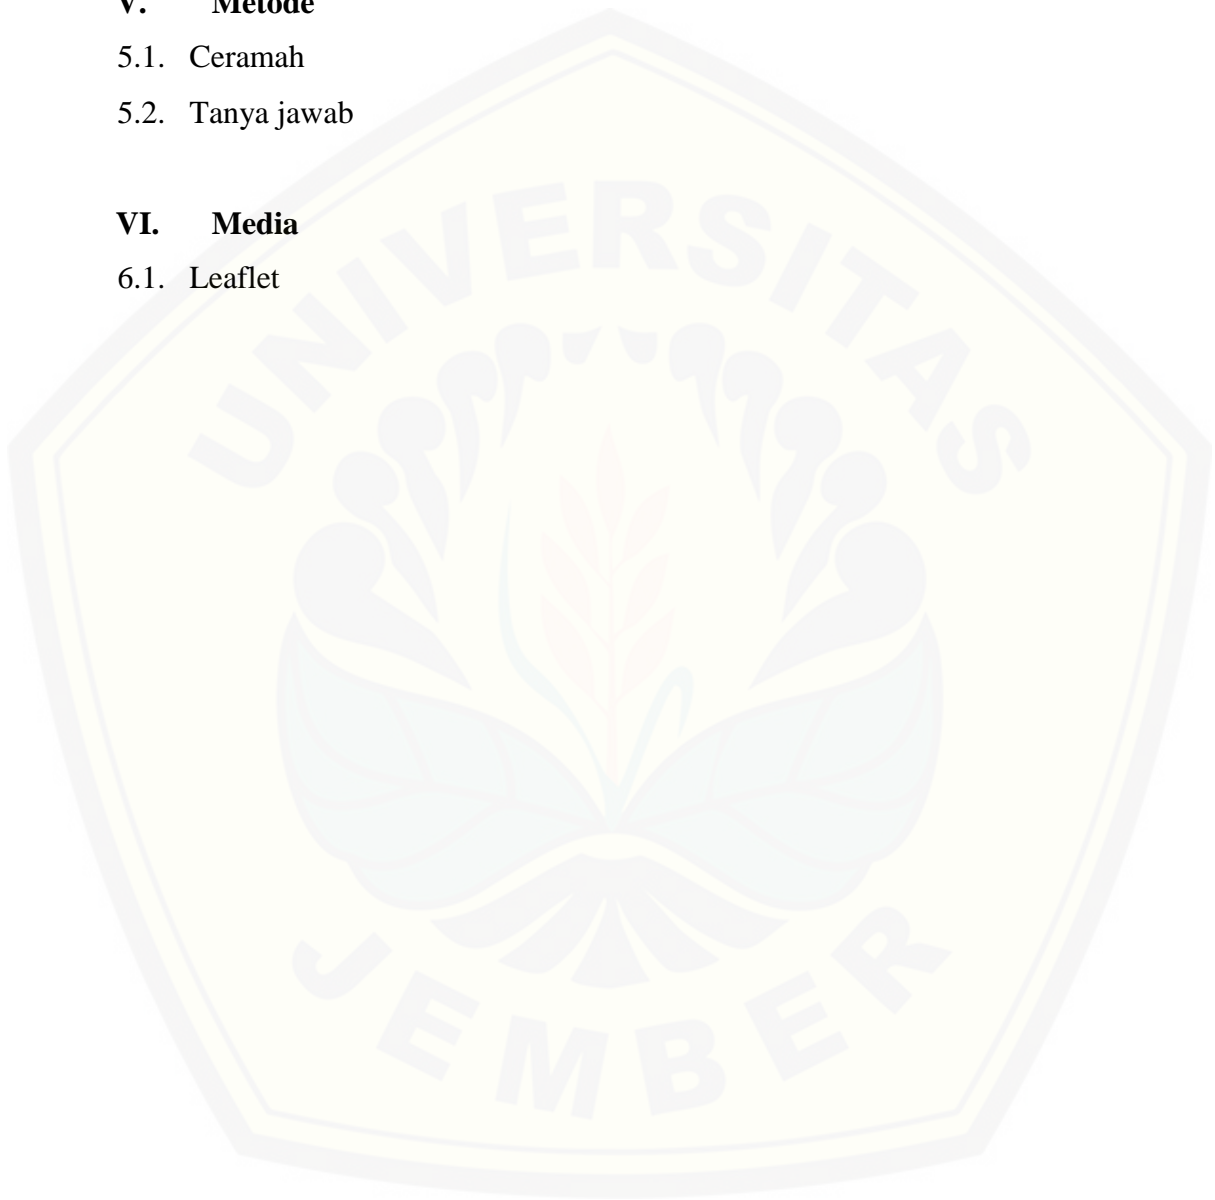 V. Metode
5.1. Ceramah
5.2. Tanya jawab
VI. Media
6.1. Leaflet
UNIVERSITAS
JEMBER